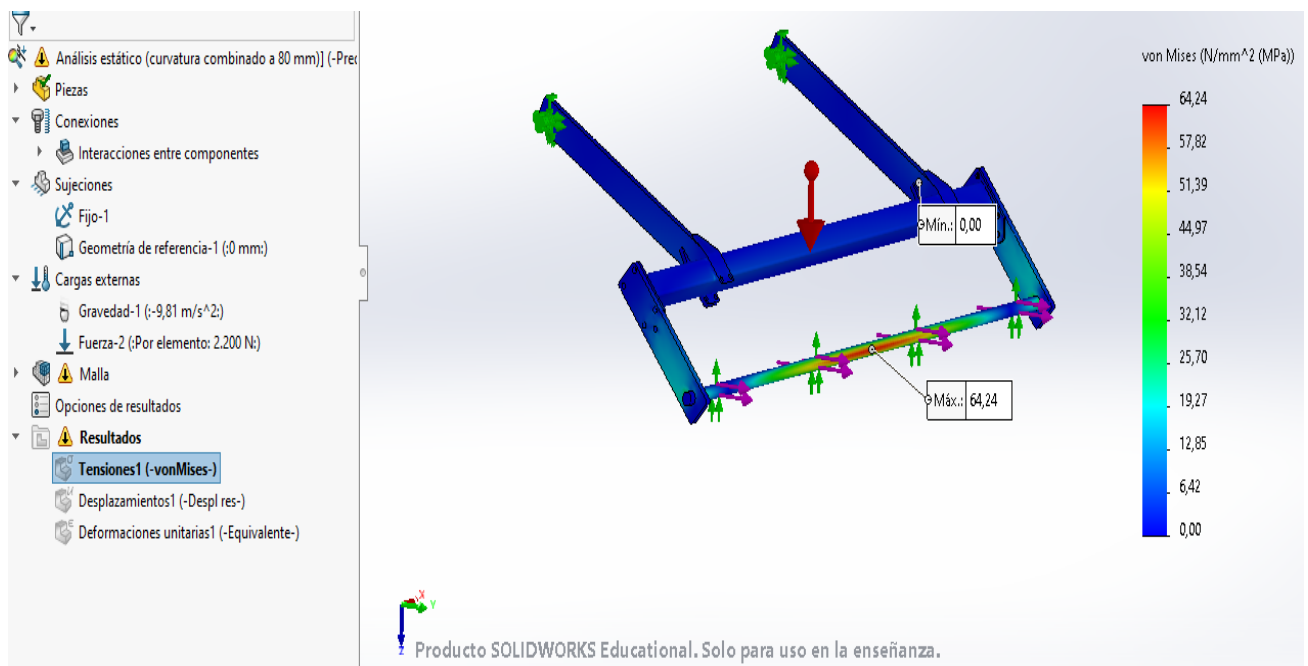 Análisis estático (curvatura combinado a 80 mm)] (-Pre
Piezas
Conexiones
Interacciones entre componentes
Sujeciones
Fijo-1
Geometría de referencia-1 (:0 mm:)
Cargas externas
Gravedad-1 (:-9,81 m/s^2:)
Fuerza-2 (:Por elemento: 2.200 N:)
Malla
Opciones de resultados
Resultados
Tensiones1 (-vonMises-)
Desplazamientos1 (-Despl res-)
Deformaciones unitarias1 (-Equivalente-)
Mín.: 0,00
Máx.: 64,24
von Mises (N/mm^2 (MPa))
64,24
57,82
51,39
44,97
38,54
32,12
25,70
19,27
12,85
6,42
0,00
X
Y
Z
Producto SOLIDWORKS Educational. Solo para uso en la enseñanza.